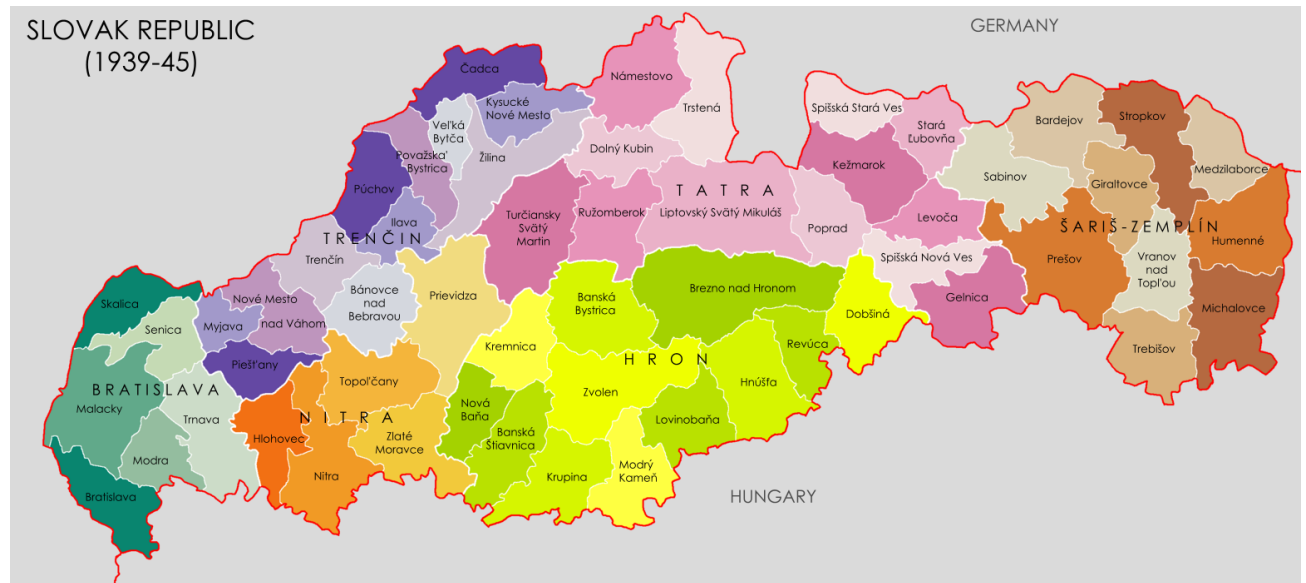 SLOVAK REPUBLIC
(1939-45)
GERMANY
Čadca
Námestovo
Kysucké
Nové Mesto
Trstená
Spišská Stará Ves
Bardejov
Stropkov
Veľká
Bytča
Stará
Ľubovňa
Považská
Bystrica
Žilina
Dolný Kubin
Kežmarok
Sabinov
Giraltovce
Medzilaborce
Púchov
TATRA
Turčiansky
Svätý
Martin
Ružomberok
Liptovský Svätý Mikuláš
Poprad
Levoča
Ilava
TRENČIN
ŠARIŠ-ZEMPLÍN
Humenné
Trenčín
Spišská Nová Ves
Prešov
Vranov
nad
Topľou
Bánovce
nad
Bebravou
Prievidza
Brezno nad Hronom
Gelnica
Skalica
Nové Mesto
nad Váhom
Banská
Bystrica
Dobšiná
Michalovce
Senica
Myjava
Kremnica
Revúca
Trebišov
Piešťany
HRON
Topoľčany
Hnúšťa
BRATISLAVA
Zvolen
Malacky
Trnava
NITRA
Nová
Baňa
Lovinobaňa
Hlohovec
Zlaté
Moravce
Banská
Štiavnica
Modra
Nitra
Krupina
Modrý
Kameň
Bratislava
HUNGARY